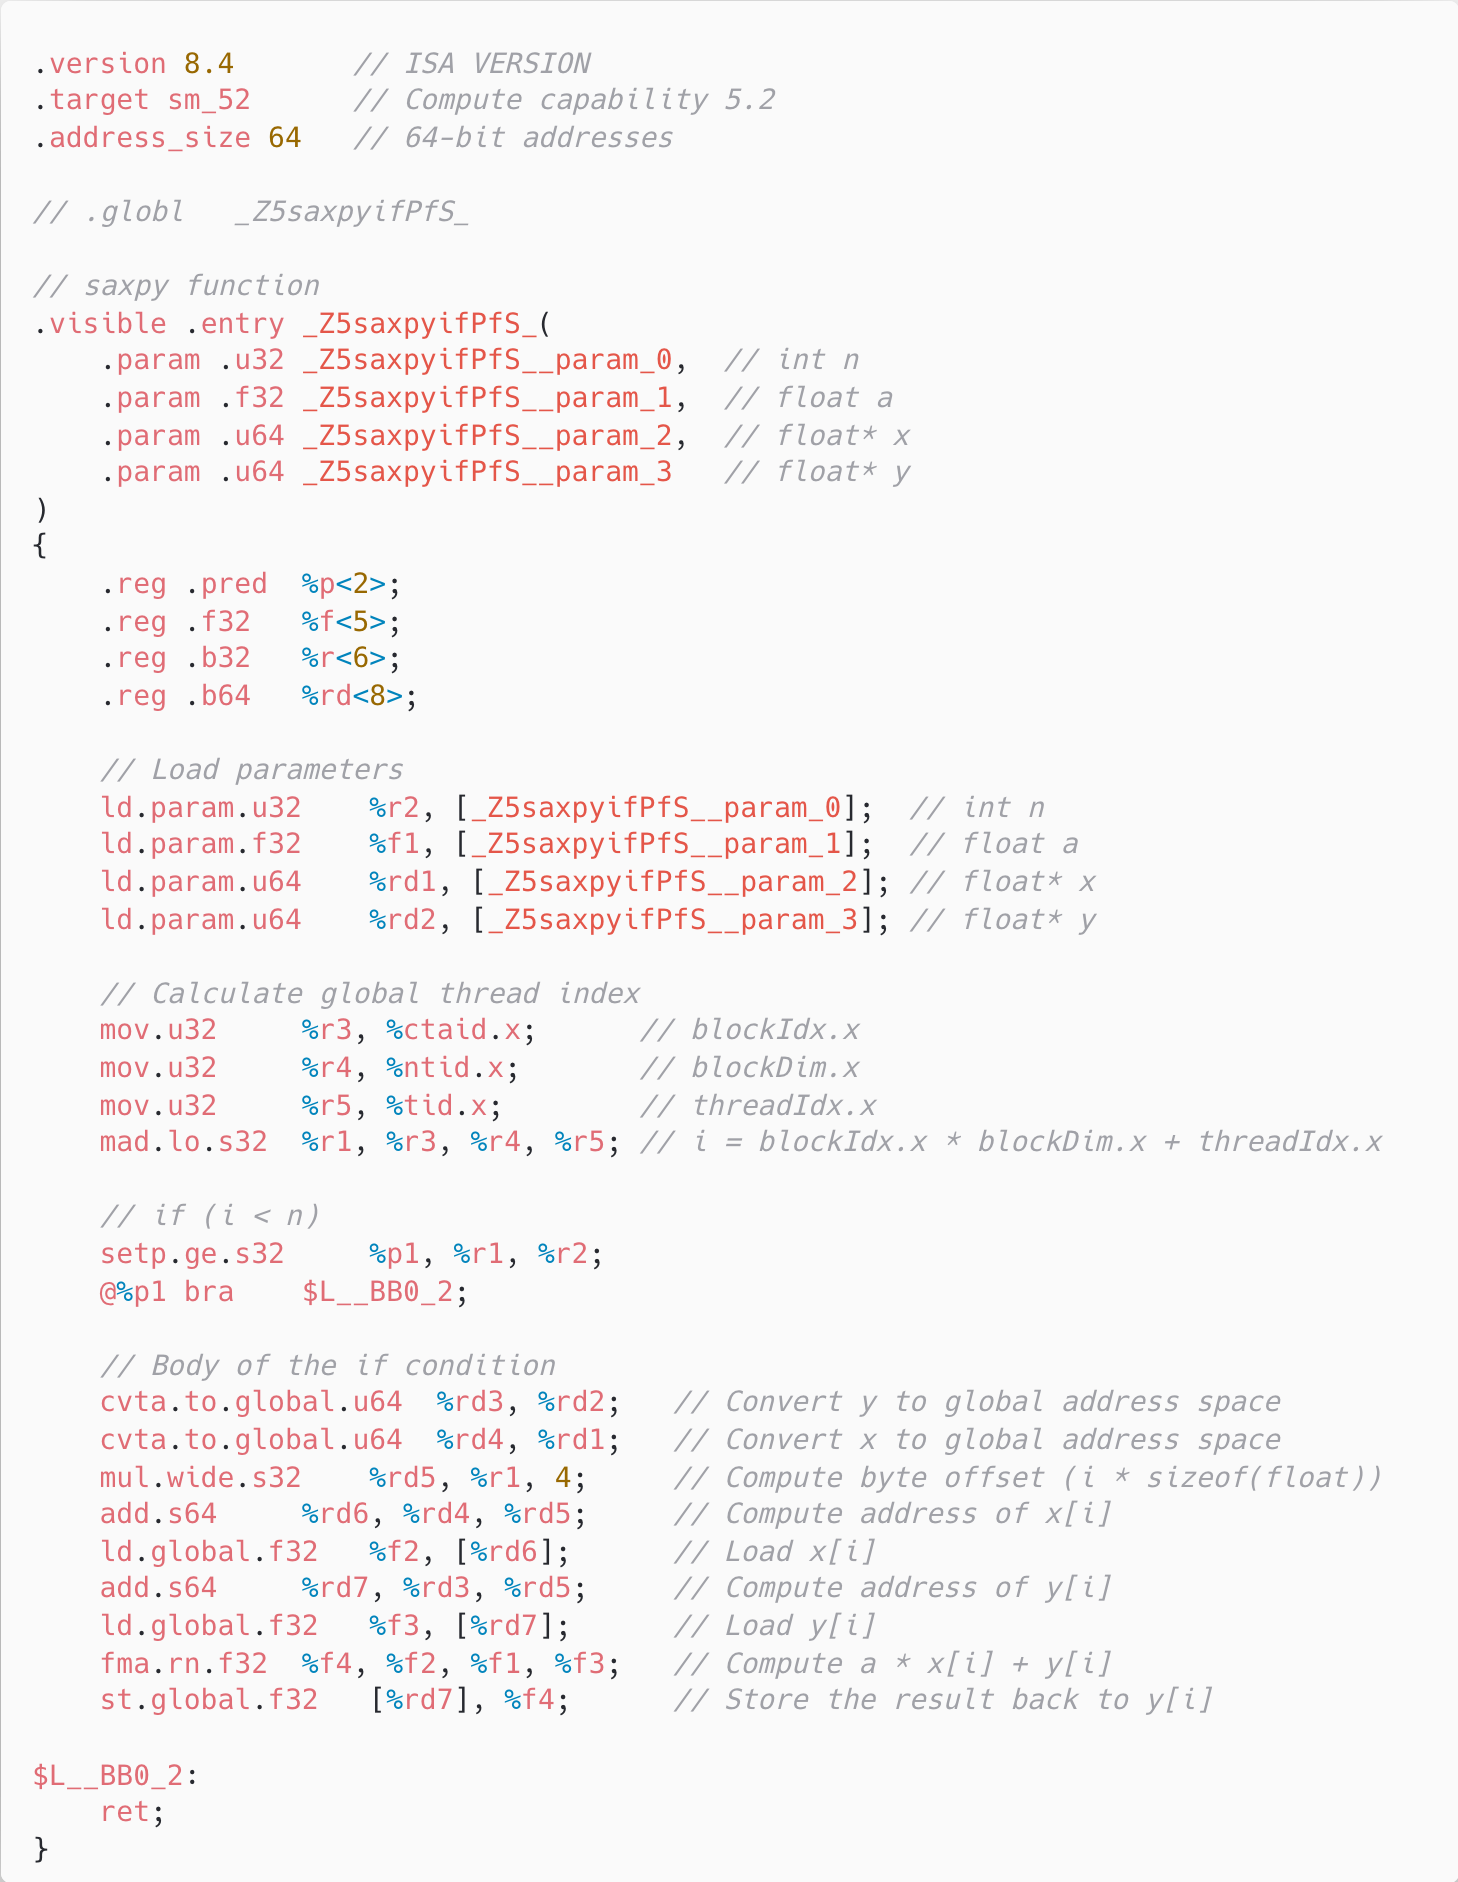 .version 8.4       // ISA VERSION
.target sm_52      // Compute capability 5.2
.address_size 64   // 64-bit addresses

// .globl   _Z5saxpyifPfS_

// saxpy function
.visible .entry _Z5saxpyifPfS_(
    .param .u32 _Z5saxpyifPfS__param_0,  // int n
    .param .f32 _Z5saxpyifPfS__param_1,  // float a
    .param .u64 _Z5saxpyifPfS__param_2,  // float* x
    .param .u64 _Z5saxpyifPfS__param_3   // float* y
)
{
    .reg .pred  %p<2>;
    .reg .f32   %f<5>;
    .reg .b32   %r<6>;
    .reg .b64   %rd<8>;

    // Load parameters
    ld.param.u32    %r2, [_Z5saxpyifPfS__param_0];  // int n
    ld.param.f32    %f1, [_Z5saxpyifPfS__param_1];  // float a
    ld.param.u64    %rd1, [_Z5saxpyifPfS__param_2]; // float* x
    ld.param.u64    %rd2, [_Z5saxpyifPfS__param_3]; // float* y

    // Calculate global thread index
    mov.u32     %r3, %ctaid.x;      // blockIdx.x
    mov.u32     %r4, %ntid.x;       // blockDim.x
    mov.u32     %r5, %tid.x;        // threadIdx.x
    mad.lo.s32  %r1, %r3, %r4, %r5; // i = blockIdx.x * blockDim.x + threadIdx.x

    // if (i < n)
    setp.ge.s32     %p1, %r1, %r2;
    @%p1 bra    $L__BB0_2;

    // Body of the if condition
    cvta.to.global.u64  %rd3, %rd2;   // Convert y to global address space
    cvta.to.global.u64  %rd4, %rd1;   // Convert x to global address space
    mul.wide.s32    %rd5, %r1, 4;     // Compute byte offset (i * sizeof(float))
    add.s64     %rd6, %rd4, %rd5;     // Compute address of x[i]
    ld.global.f32   %f2, [%rd6];      // Load x[i]
    add.s64     %rd7, %rd3, %rd5;     // Compute address of y[i]
    ld.global.f32   %f3, [%rd7];      // Load y[i]
    fma.rn.f32  %f4, %f2, %f1, %f3;   // Compute a * x[i] + y[i]
    st.global.f32   [%rd7], %f4;      // Store the result back to y[i]

$L__BB0_2:
    ret;
}